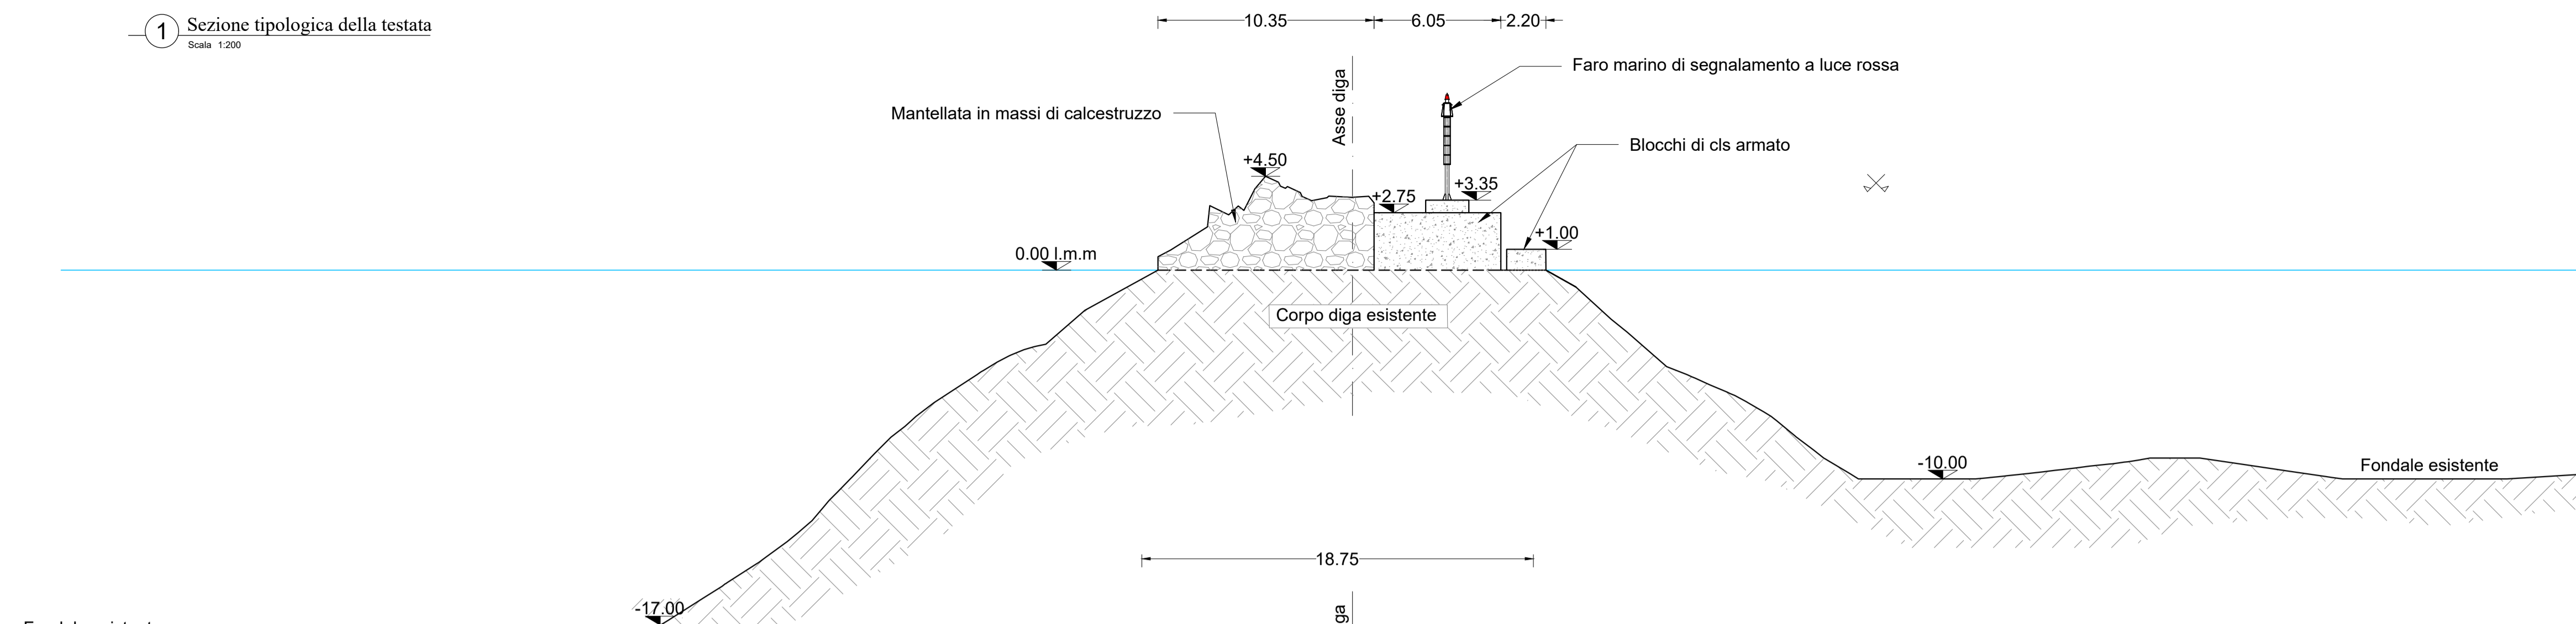 1
Sezione tipologica della testata
Scala 1:200
10.35
6.05
2.20
Faro marino di segnalamento a luce rossa
Asse diga
Mantellata in massi di calcestruzzo
Blocchi di cls armato
+4.50
+3.35
+2.75
+1.00
0.00 l.m.m
Corpo diga esistente
-10.00
Fondale esistente
18.75
-17.00
ga